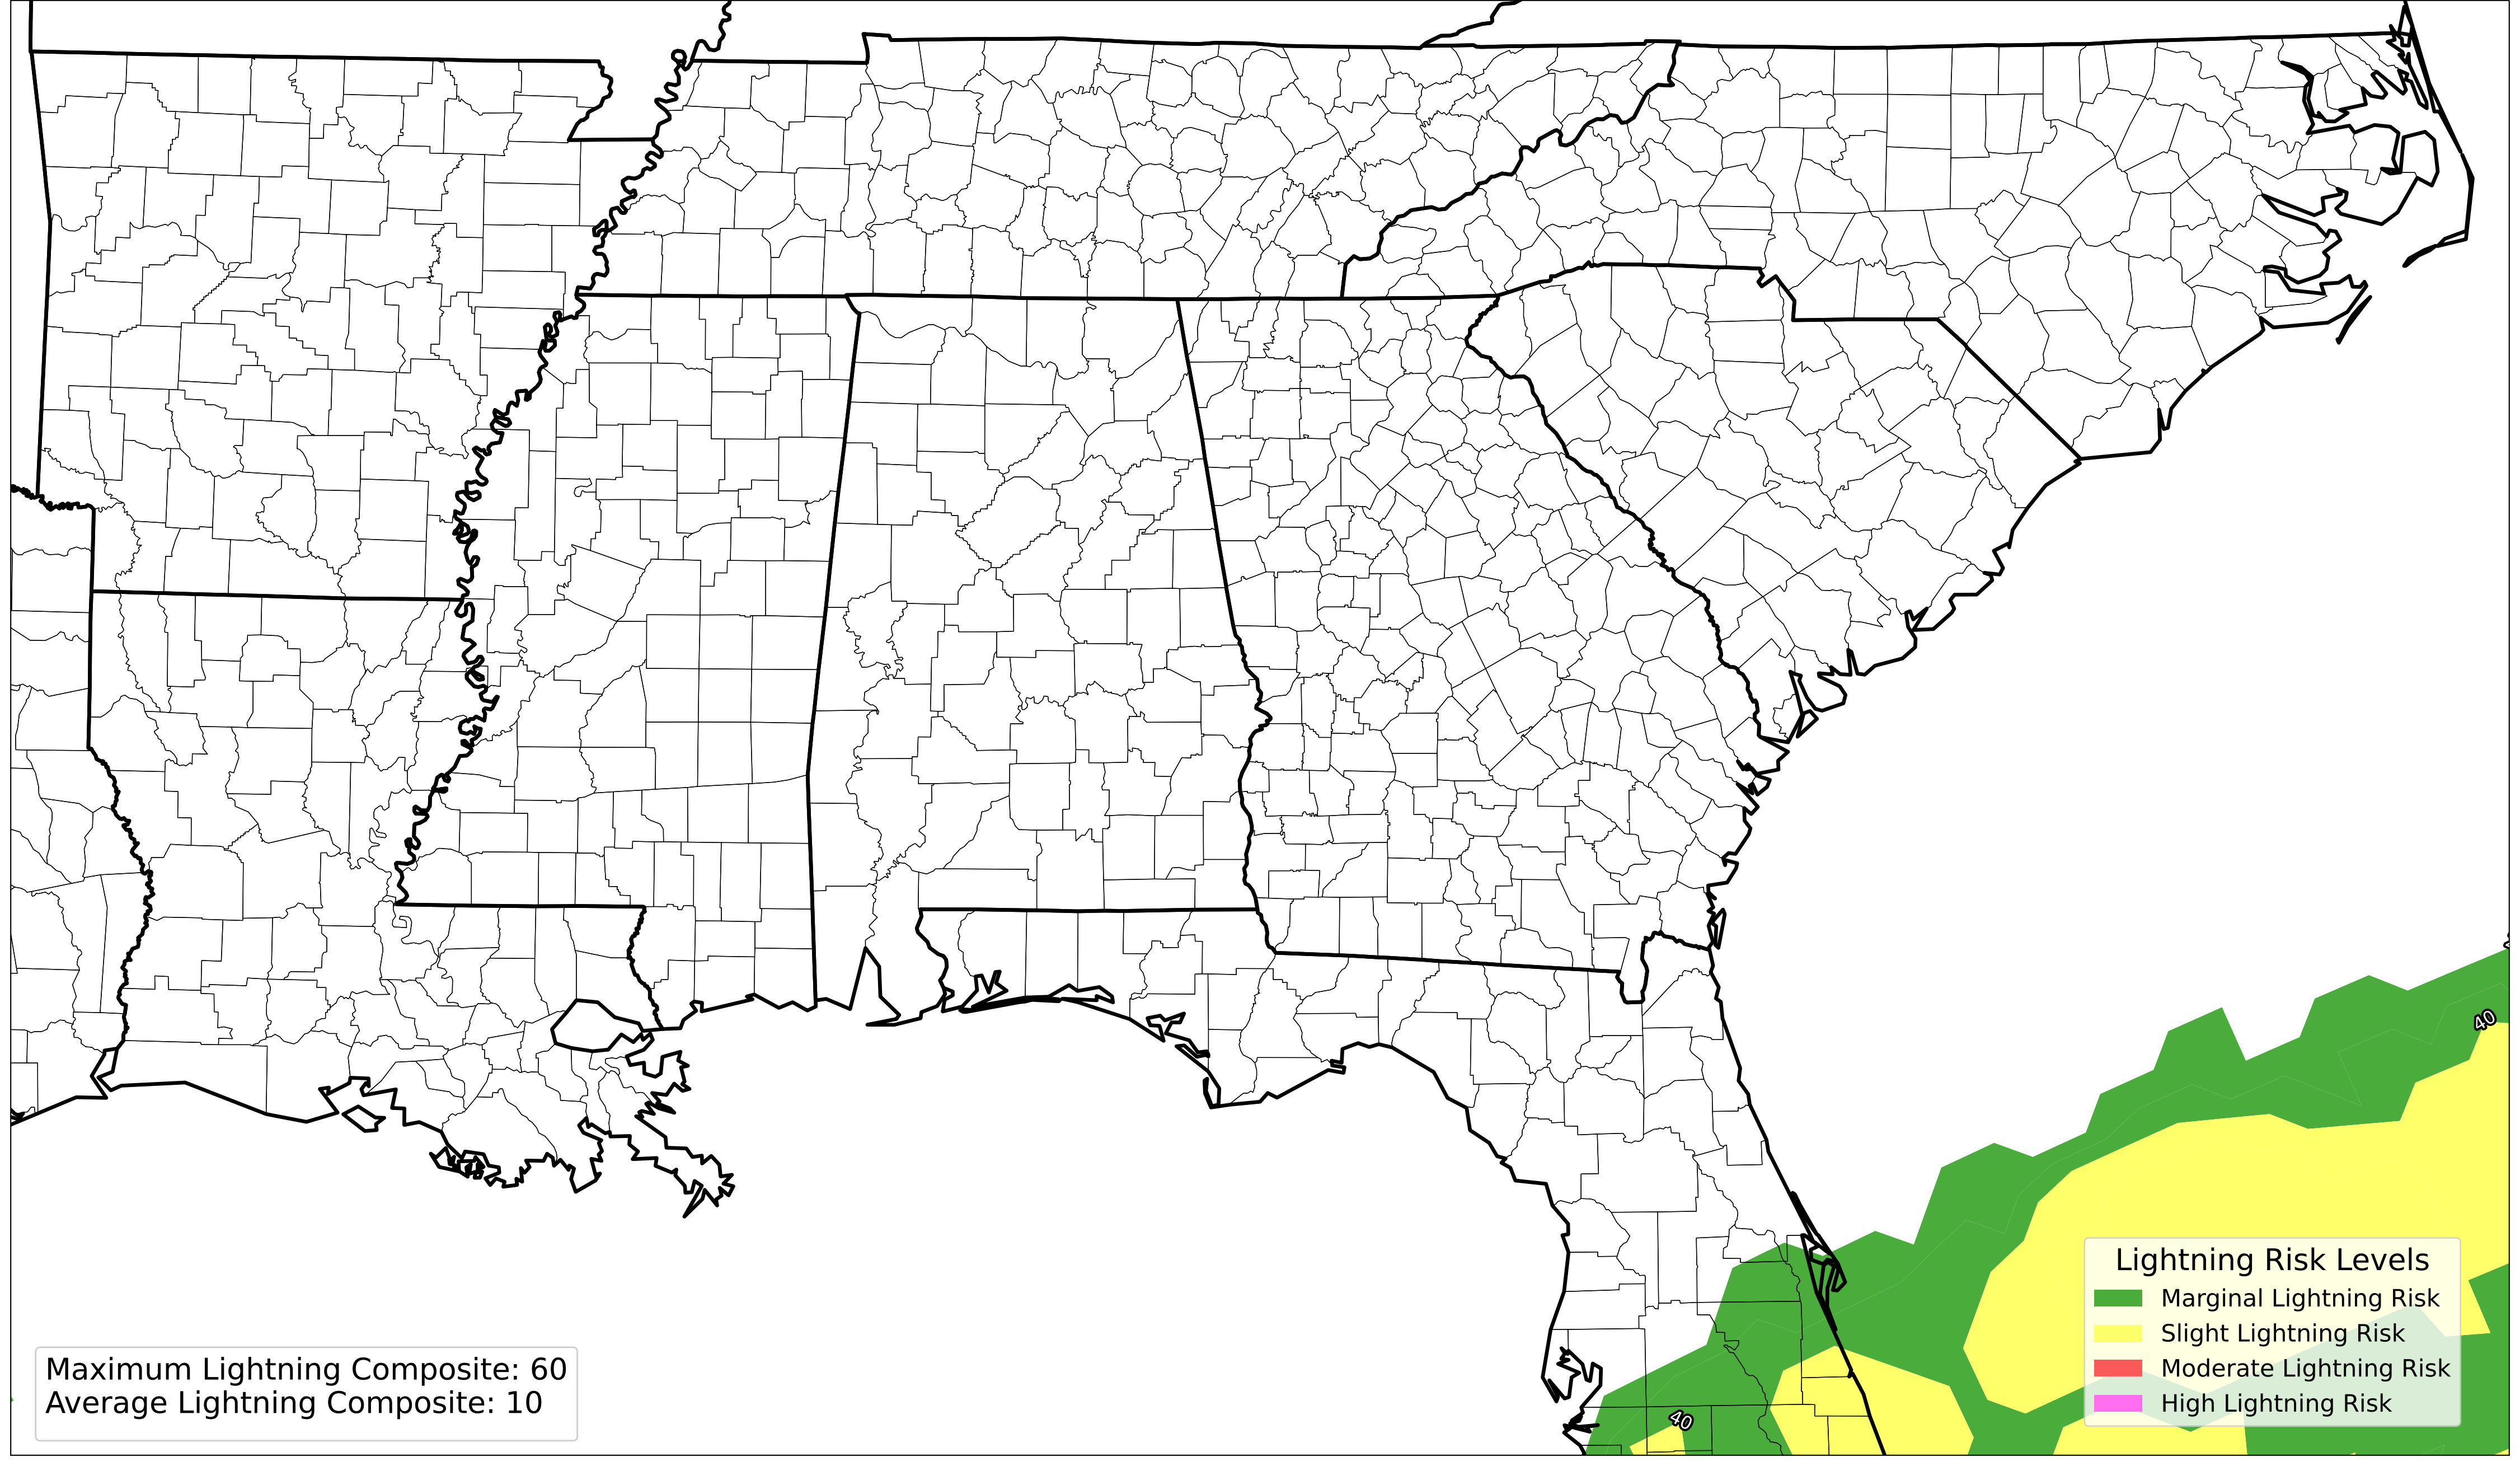 40
Lightning Risk Levels
Marginal Lightning Risk
Slight Lightning Risk
Moderate Lightning Risk
High Lightning Risk
Maximum Lightning Composite: 60
Average Lightning Composite: 10
40